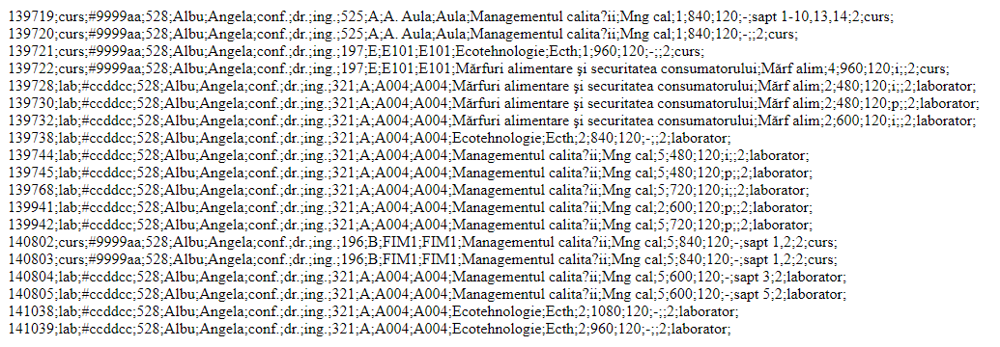 139719;curs;#9999aa;528;Albu;Angela;conf.;dr.;ing.;525;A;A. Aula;Aula;Managementul calita?ii;Mng cal;1;840;120;-;sapt 1-10,13,14;2;curs;
139720;curs;#9999aa;528;Albu;Angela;conf.;dr.;ing.;525;A;A. Aula;Aula;Managementul calita?ii;Mng cal;1;840;120;-;;2;curs;
139721;curs;#9999aa;528;Albu;Angela;conf.;dr.;ing.;197;E;E101;E101;Ecotehnologie;Ecth;1;960;120;-;;2;curs;
139722;curs;#9999aa;528;Albu;Angela;conf.;dr.;ing.;197;E;E101;E101;Mărfuri alimentare şi securitatea consumatorului;Mărf alim;4;960;120;i;;2;curs;
139728;lab;#ccddcc;528;Albu;Angela;conf.;dr.;ing.;321;A;A004;A004;Mărfuri alimentare şi securitatea consumatorului;Mărf alim;2;480;120;i;;2;laborator;
139730;lab;#ccddcc;528;Albu;Angela;conf.;dr.;ing.;321;A;A004;A004;Mărfuri alimentare şi securitatea consumatorului;Mărf alim;2;480;120;p;;2;laborator;
139732;lab;#ccddcc;528;Albu;Angela;conf.;dr.;ing.;321;A;A004;A004;Mărfuri alimentare şi securitatea consumatorului;Mărf alim;2;600;120;i;;2;laborator;
139738;lab;#ccddcc;528;Albu;Angela;conf.;dr.;ing.;321;A;A004;A004;Ecotehnologie;Ecth;2;840;120;-;;2;laborator;
139744;lab;#ccddcc;528;Albu;Angela;conf.;dr.;ing.;321;A;A004;A004;Managementul calita?ii;Mng cal;5;480;120;i;;2;laborator;
139745;lab;#ccddcc;528;Albu;Angela;conf.;dr.;ing.;321;A;A004;A004;Managementul calita?ii;Mng cal;5;480;120;p;;2;laborator;
139768;lab;#ccddcc;528;Albu;Angela;conf.;dr.;ing.;321;A;A004;A004;Managementul calita?ii;Mng cal;5;720;120;i;;2;laborator;
139941;lab;#ccddcc;528;Albu;Angela;conf.;dr.;ing.;321;A;A004;A004;Managementul calita?ii;Mng cal;2;600;120;p;;2;laborator;
139942;lab;#ccddcc;528;Albu;Angela;conf.;dr.;ing.;321;A;A004;A004;Managementul calita?ii;Mng cal;5;720;120;p;;2;laborator;
140802;curs;#9999aa;528;Albu;Angela;conf.;dr.;ing.;196;B;FIM1;FIM1;Managementul calita?ii;Mng cal;5;840;120;-;sapt 1,2;2;curs;
140803;curs;#9999aa;528;Albu;Angela;conf.;dr.;ing.;196;B;FIM1;FIM1;Managementul calita?ii;Mng cal;5;840;120;-;sapt 1,2;2;curs;
140804;lab;#ccddcc;528;Albu;Angela;conf.;dr.;ing.;321;A;A004;A004;Managementul calita?ii;Mng cal;5;600;120;-;sapt 3;2;laborator;
140805;lab;#ccddcc;528;Albu;Angela;conf.;dr.;ing.;321;A;A004;A004;Managementul calita?ii;Mng cal;5;600;120;-;sapt 5;2;laborator;
141038;lab;#ccddcc;528;Albu;Angela;conf.;dr.;ing.;321;A;A004;A004;Ecotehnologie;Ecth;2;1080;120;-;;2;laborator;
141039;lab;#ccddcc;528;Albu;Angela;conf.;dr.;ing.;321;A;A004;A004;Ecotehnologie;Ecth;2;960;120;-;;2;laborator;